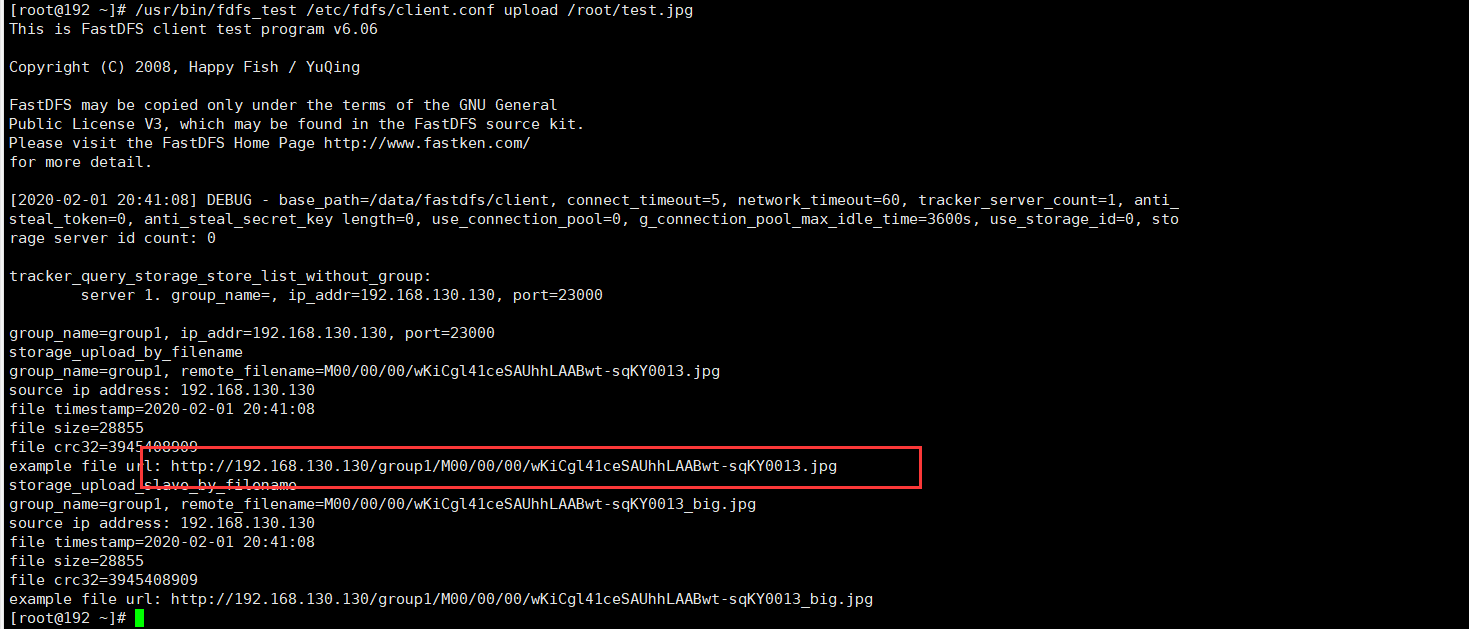 [root@192 ~]# /usr/bin/fdfs_test /etc/fdfs/client.conf upload /root/test.jpg
This is FastDFS client test program v6.06
Copyright (C) 2008, Happy Fish / YuQing
FastDFS may be copied only under the terms of the GNU General
Public License V3, which may be found in the FastDFS source kit.
Please visit the FastDFS Home Page http://www.fastken.com/
for more detail.
[2020-02-01 20:41:08] DEBUG - base_path=/data/fastdfs/client, connect_timeout=5, network_timeout=60, tracker_server_count=1, anti_
steal_token=0, anti_steal_secret_key length=0, use_connection_pool=0, g_connection_pool_max_idle_time=3600s, use_storage_id=0, sto
rage server id count: 0
tracker_query_storage_store_list_without_group:
server 1. group_name=, ip_addr=192.168.130.130, port=23000
group_name=group1, ip_addr=192.168.130.130, port=23000
storage_upload_by_filename
group_name=group1, remote_filename=M00/00/00/wKiCgl41ceSAUhhLAABwt-sqKY0013.jpg
source ip address: 192.168.130.130
file timestamp=2020-02-01 20:41:08
file size=28855
file crc32=3945408909
example file url: http://192.168.130.130/group1/M00/00/00/wKiCgl41ceSAUhhLAABwt-sqKY0013.jpg
storage_upload_slave_by_filename
group_name=group1, remote_filename=M00/00/00/wKiCgl41ceSAUhhLAABwt-sqKY0013_big.jpg
source ip address: 192.168.130.130
file timestamp=2020-02-01 20:41:08
file size=28855
file crc32=3945408909
example file url: http://192.168.130.130/group1/M00/00/00/wKiCgl41ceSAUhhLAABwt-sqKY0013_big.jpg
[root@192 ~]#